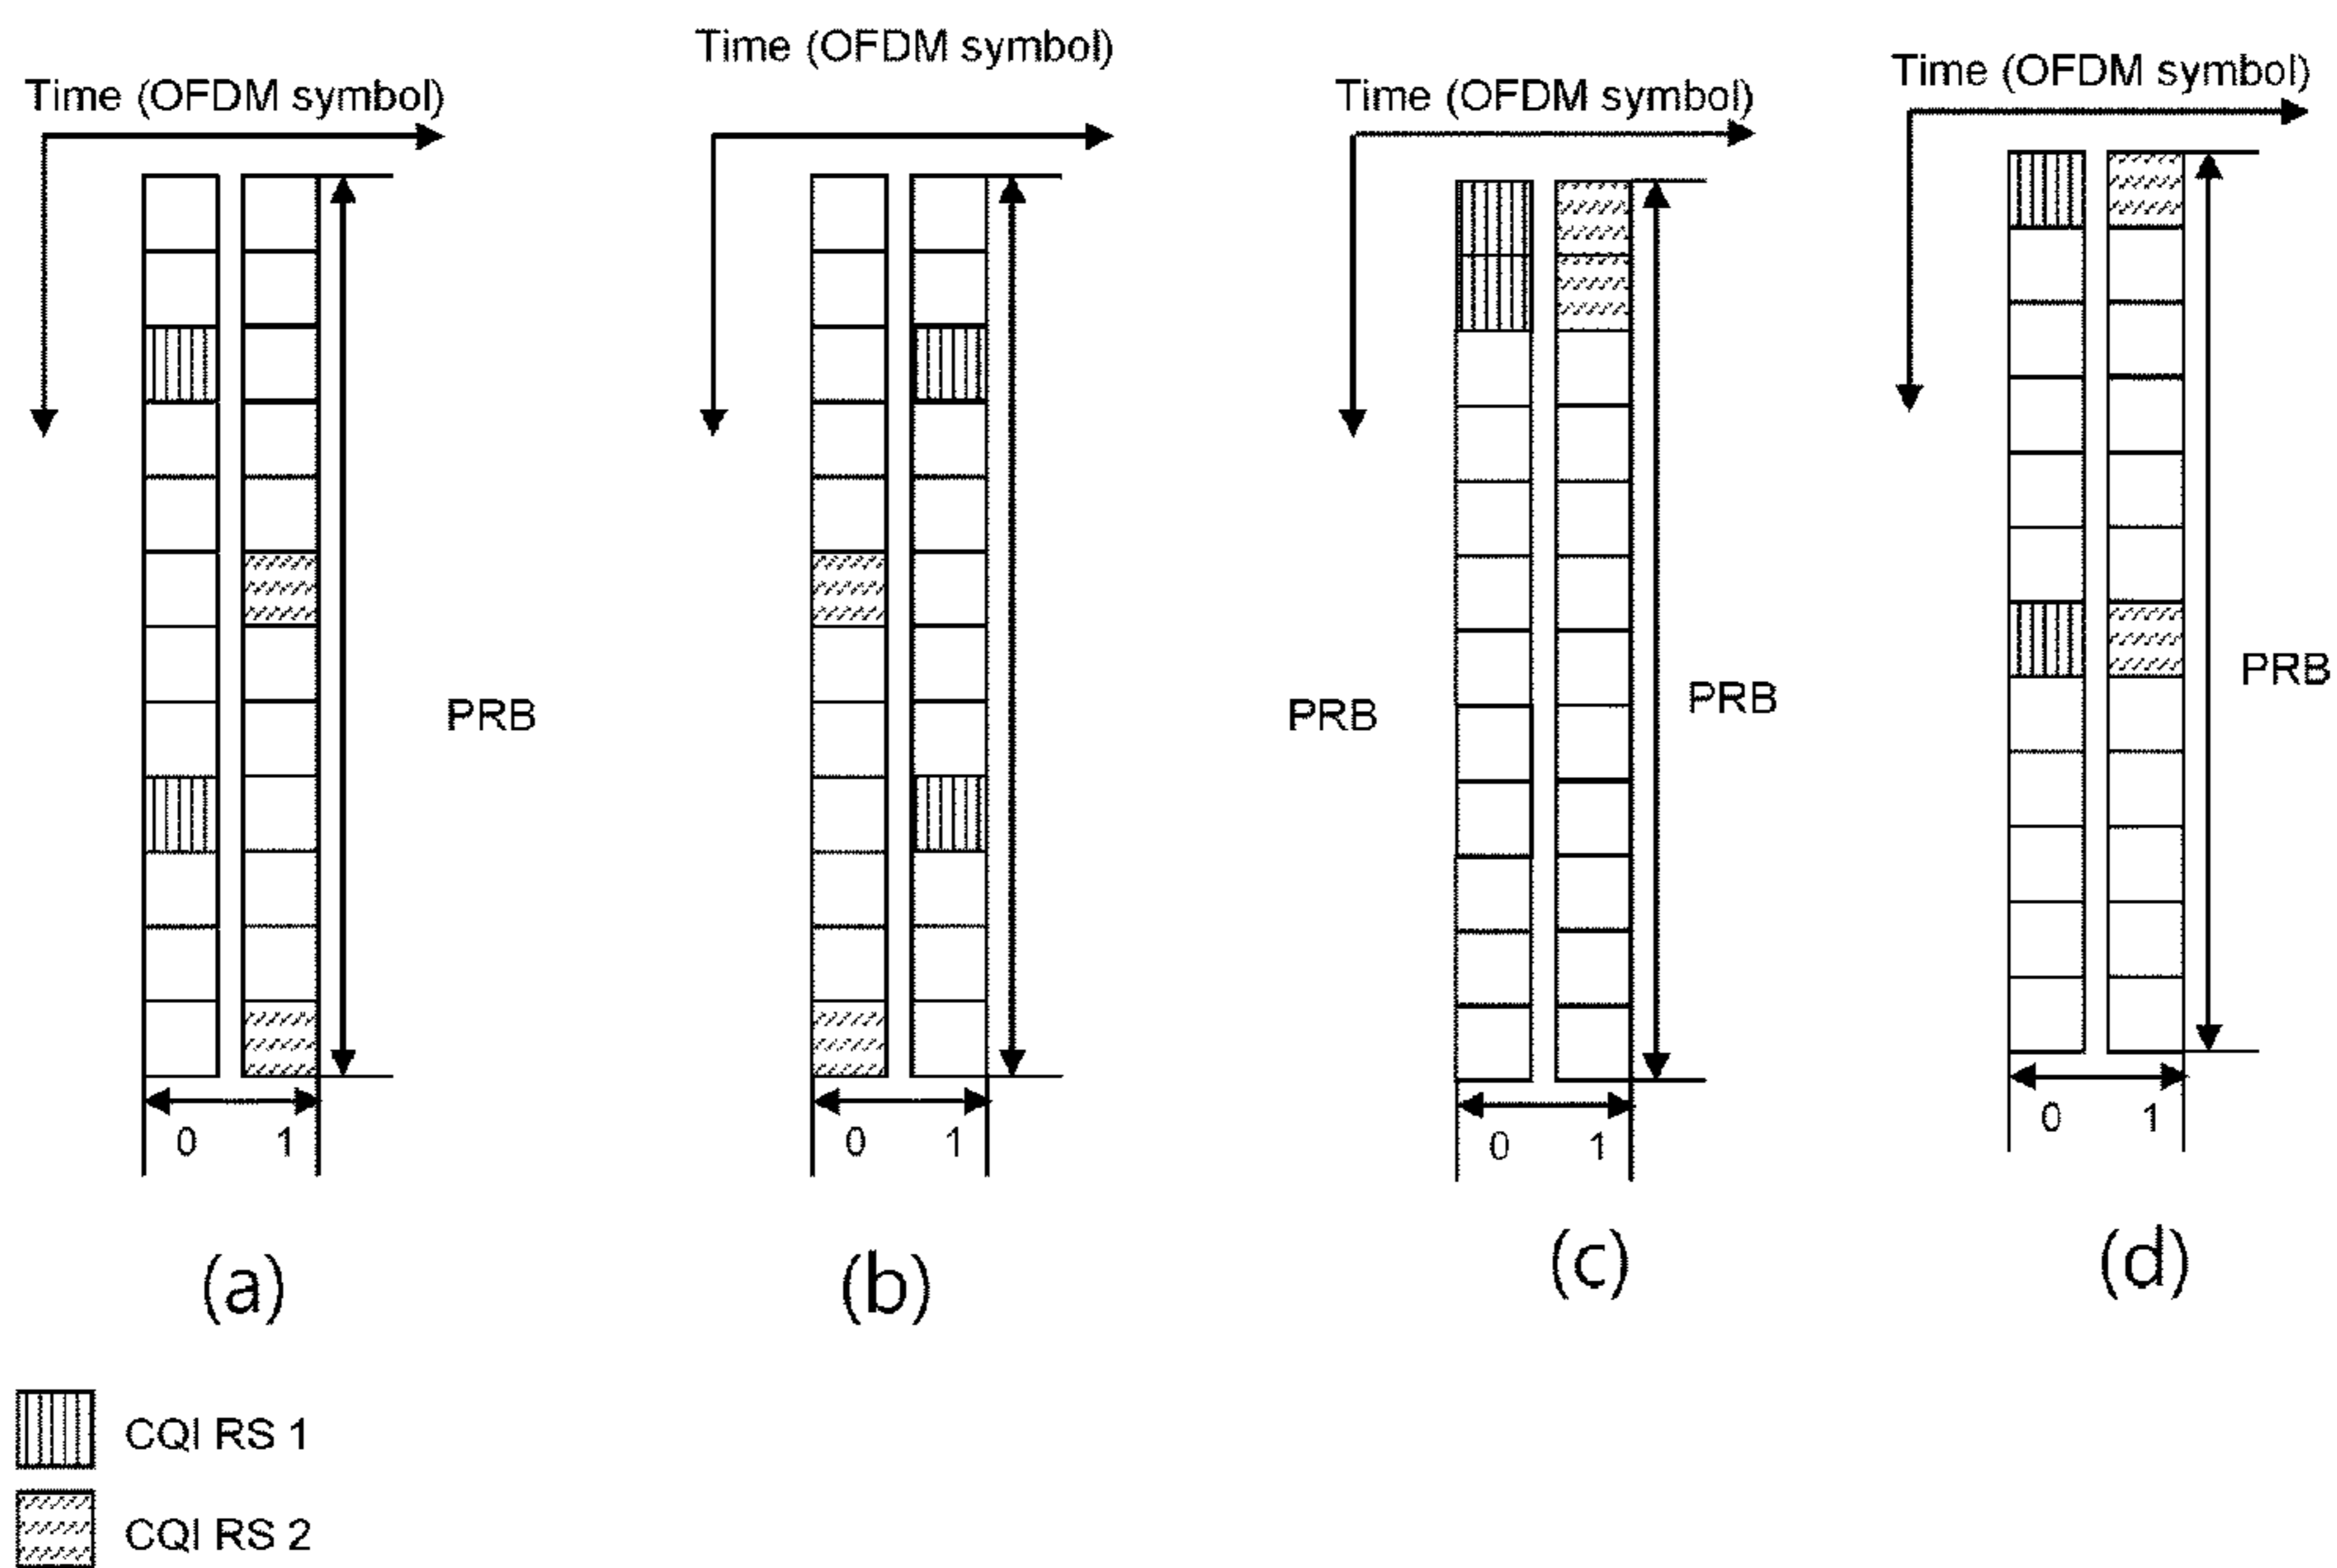 Time (OFDM symbol)
Time (OFDM symbol)
Time (OFDM symbol)
Time (OFDM symbol)
PRB
PRB
PRB
PRB
0 1
0 1
0 1
0 1
(a)
(b)
(c)
(d)
CQI RS 1
CQI RS 2